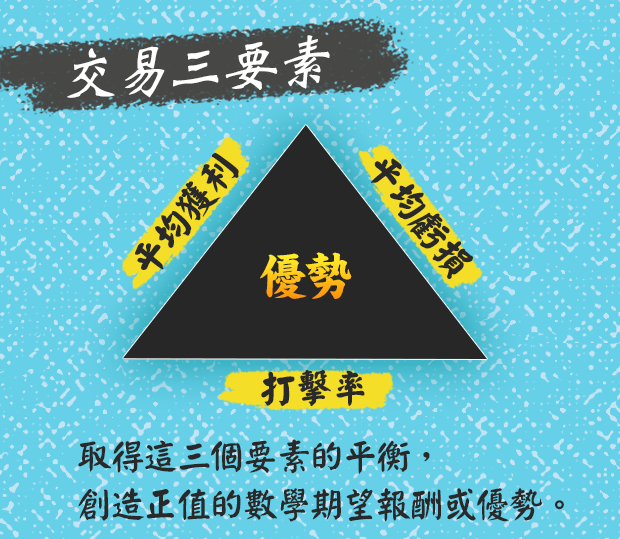 交易三要素
平均獲利
平均虧損
優勢
打擊率
取得這三個要素的平衡，
創造正值的數學期望報酬或優勢。